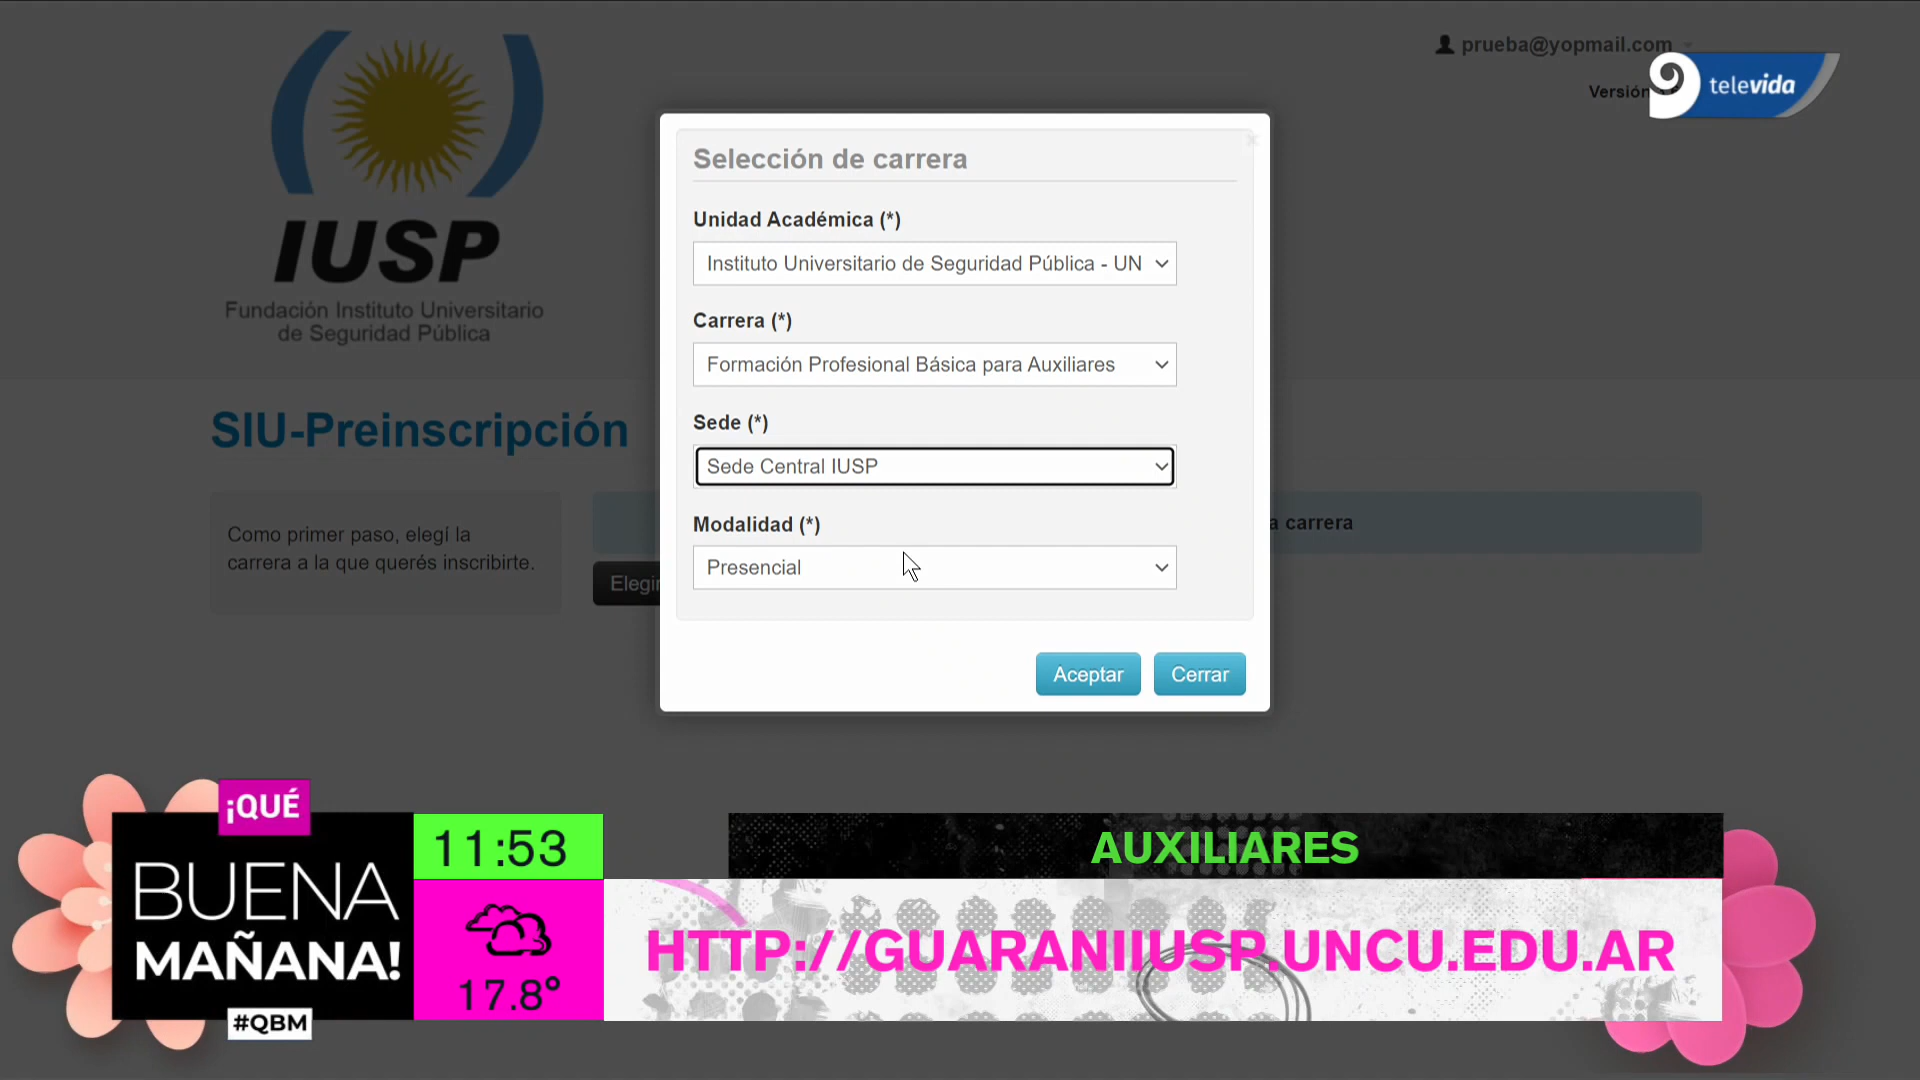 IUSP
Fundación Instituto Universitario
de Seguridad Pública
prueba@yopmail.com
Versión
televida
Selección de carrera
Unidad Académica (*)
Instituto Universitario de Seguridad Pública - UN
Carrera (*)
Formación Profesional Básica para Auxiliares
Sede (*)
Sede Central IUSP
Modalidad (*)
Presencial
Aceptar
Cerrar
SIU-Preinscripción
Como primer paso, elegí la
carrera a la que querés inscribirte.
a carrera
Elegir
¡QUÉ
BUENA
MAÑANA!
#QBM
11:53
17.8°
AUXILIARES
HTTP://GUARANIIUSP.UNCU.EDU.AR